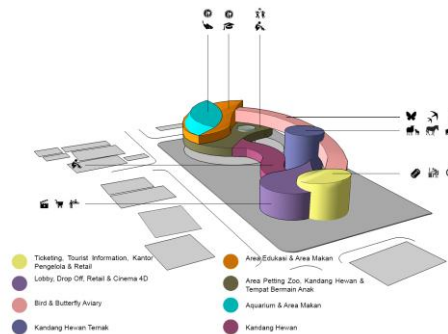 Ticketing, Tourist Information, Kantor
Pengelola & Retail
Lobby, Drop Off, Retail & Cinema 4D
Bird & Butterfly Aviary
Kandang Hewan Ternak
Area Edukasi & Area Makan
Area Petting Zoo, Kandang Hewan &
Tempat Bermain Anak
Aquarium & Area Makan
Kandang Hewan